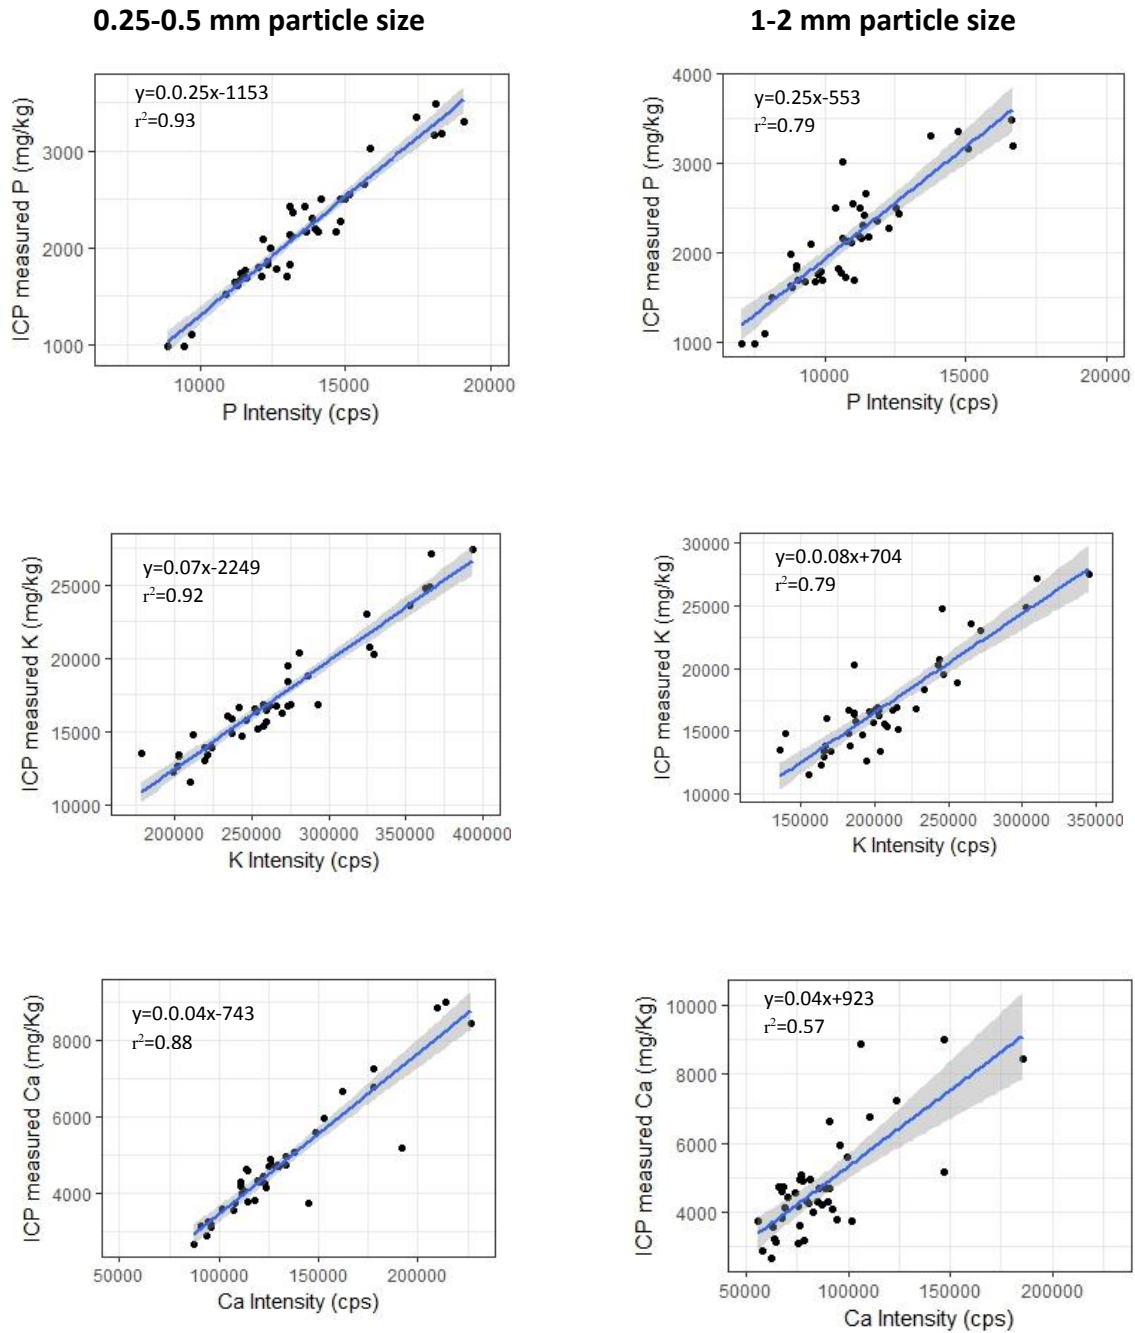 0.25-0.5 mm particle size
1-2 mm particle size
ICP measured P (mg/kg)
y=0.0.25x-1153
r²=0.93
3000
2000
1000
10000 15000 20000
P Intensity (cps)
ICP measured P (mg/kg)
y=0.25x-553
r²=0.79
4000
3000
2000
1000
10000 15000 20000
P Intensity (cps)
ICP measured K (mg/kg)
y=0.07x-2249
r²=0.92
25000
20000
15000
10000
200000 250000 300000 350000 400000
K Intensity (cps)
ICP measured K (mg/kg)
y=0.0.08x+704
r²=0.79
30000
25000
20000
15000
10000
150000 200000 250000 300000 350000
K Intensity (cps)
ICP measured Ca (mg/Kg)
y=0.0.04x-743
r²=0.88
8000
6000
4000
50000 100000 150000 200000
Ca Intensity (cps)
ICP measured Ca (mg/Kg)
y=0.04x+923
r²=0.57
10000
8000
6000
4000
50000 100000 150000 200000
Ca Intensity (cps)